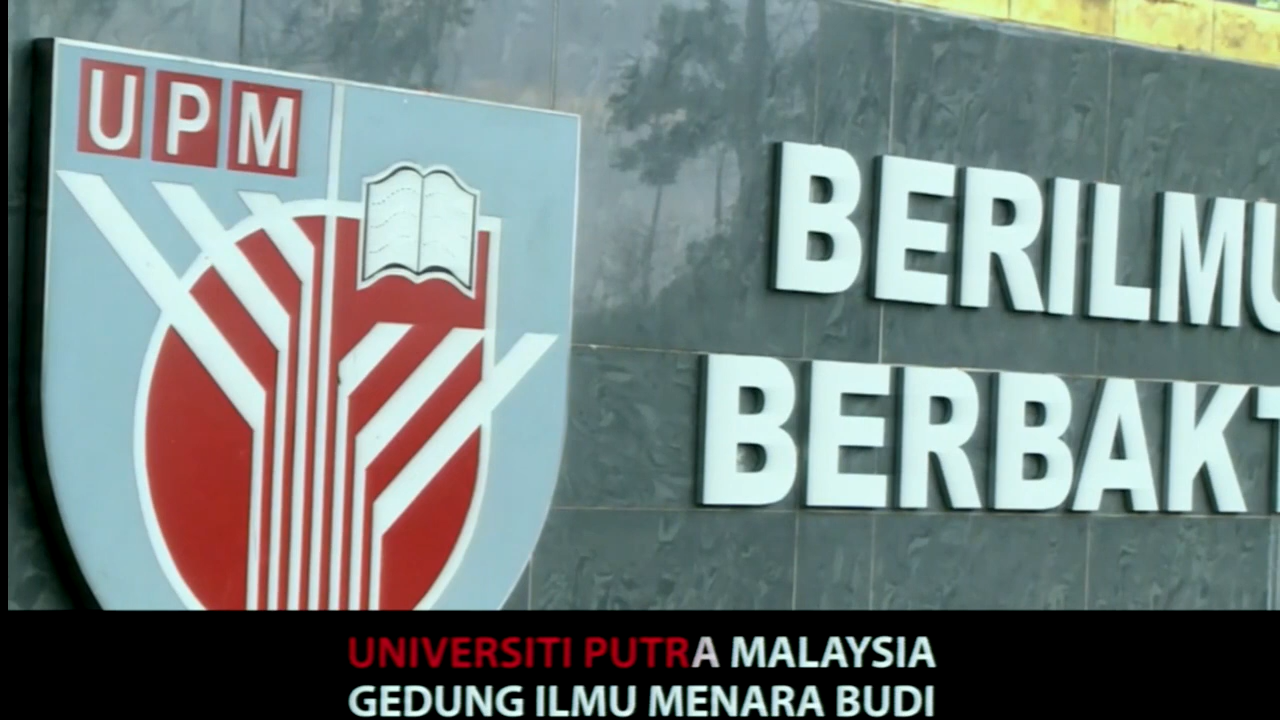 UPM
BERILMU
BERBAKT
UNIVERSITI PUTRA MALAYSIA
GEDUNG ILMU MENARA BUDI